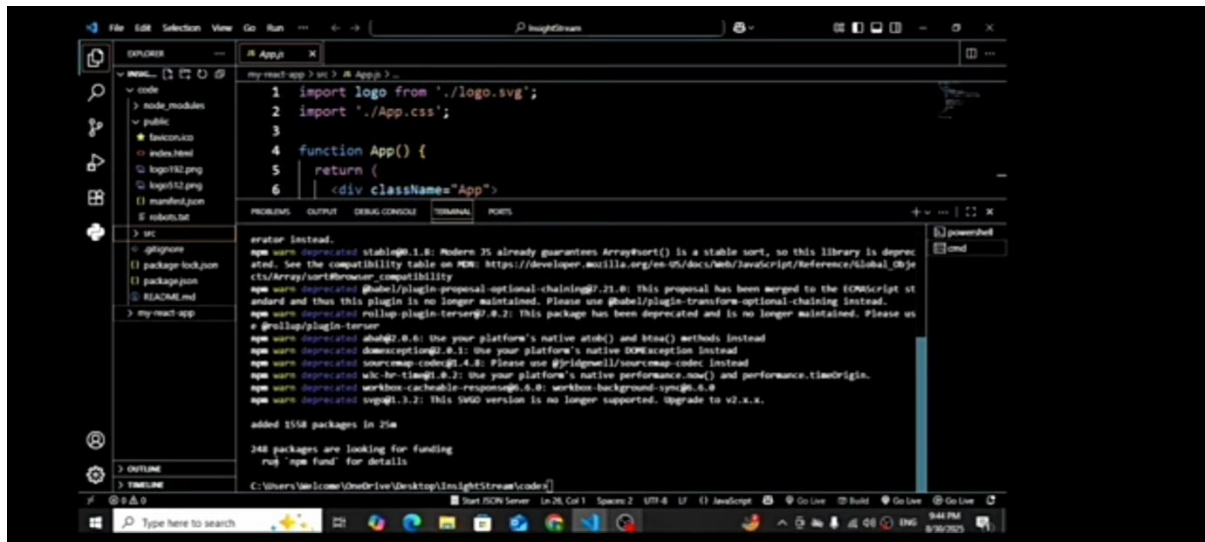 File Edit Selection View Go Run ...
InsightStream
EXPLORER
App.js
INSIG...
my-react-app > src > App.js > ...
code
node_modules
public
favicon.ico
index.html
logo192.png
logo512.png
manifest.json
robots.txt
src
.gitignore
package-lock.json
package.json
README.md
my-react-app
OUTLINE
TIMELINE
1 import logo from './logo.svg';
2 import './App.css';
3
4 function App() {
5 return (
6 <div className="App">
PROBLEMS OUTPUT DEBUG CONSOLE TERMINAL PORTS
powershell
cmd
erator instead.
npm warn deprecated stable@0.1.8: Modern JS already guarantees Array#sort() is a stable sort, so this library is deprec
ated. See the compatibility table on MDN: https://developer.mozilla.org/en-US/docs/Web/JavaScript/Reference/Global_Obje
cts/Array/sort#browser_compatibility
npm warn deprecated @babel/plugin-proposal-optional-chaining@7.21.0: This proposal has been merged to the ECMAScript st
andard and thus this plugin is no longer maintained. Please use @babel/plugin-transform-optional-chaining instead.
npm warn deprecated rollup-plugin-terser@7.0.2: This package has been deprecated and is no longer maintained. Please us
e @rollup/plugin-terser
npm warn deprecated abab@2.0.6: Use your platform's native atob() and btoa() methods instead
npm warn deprecated domexception@2.0.1: Use your platform's native DOMException instead
npm warn deprecated sourcemap-codec@1.4.8: Please use @jridgewell/sourcemap-codec instead
npm warn deprecated w3c-hr-time@1.0.2: Use your platform's native performance.now() and performance.timeOrigin.
npm warn deprecated workbox-cacheable-response@6.6.0: workbox-background-sync@6.6.0
npm warn deprecated svgo@1.3.2: This SVGO version is no longer supported. Upgrade to v2.x.x.
added 1558 packages in 25m
248 packages are looking for funding
run `npm fund` for details
C:\Users\Welcome\OneDrive\Desktop\InsightStream\code>
0 0 Start JSON Server Ln 26, Col 1 Spaces: 2 UTF-8 LF {} JavaScript Go Live Build Go Live Go Live
Type here to search
ENG
9:44 PM
8/30/2025